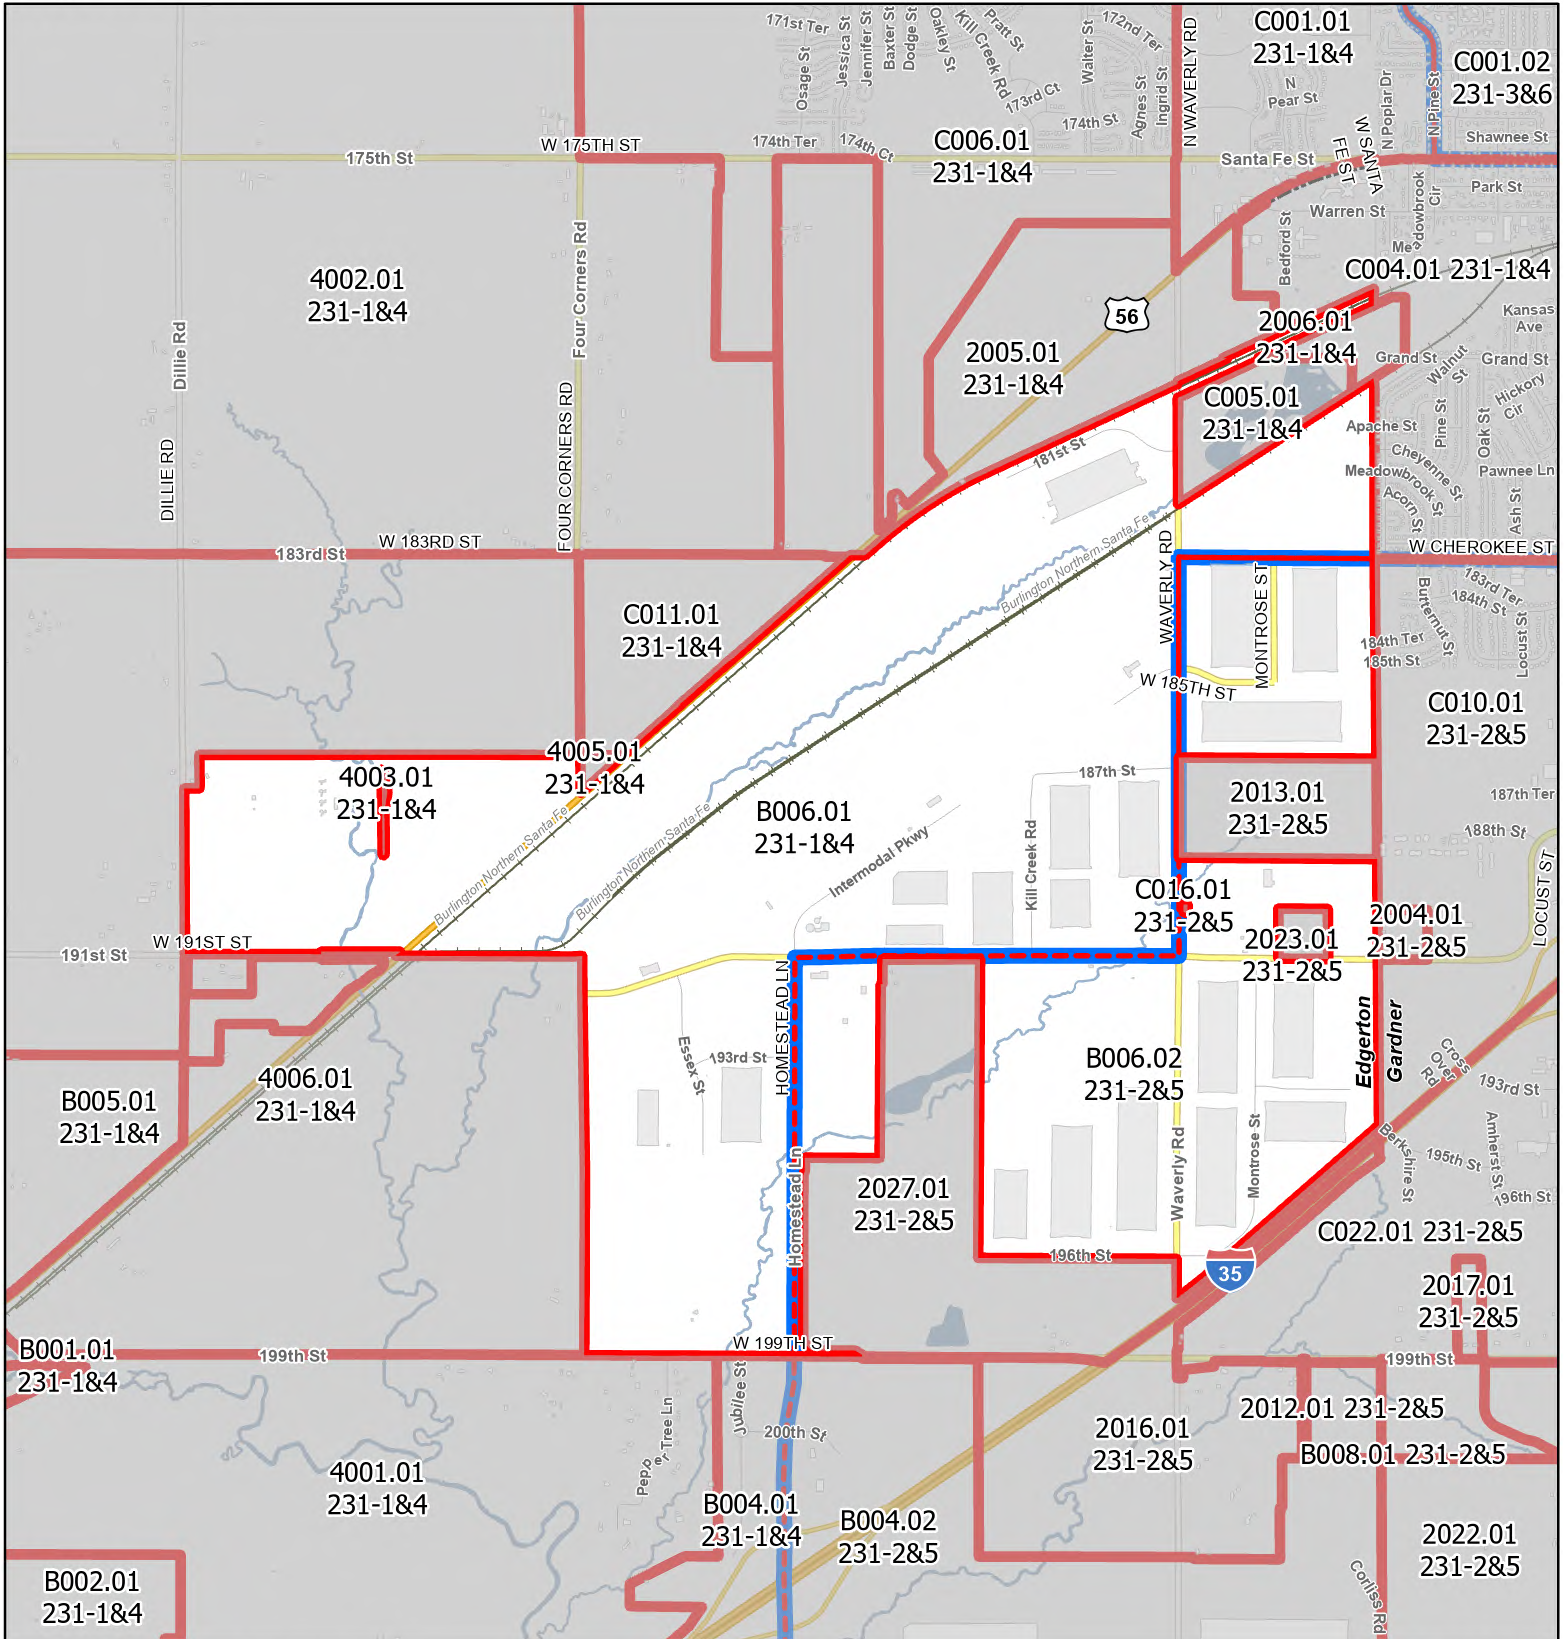 171st Ter
Osage St
Jessica St
Jennifer St
Baxter St
Dodge St
Oakley St
Kill Creek Rd
Pratt St
173rd Ct
Walter St
172nd Ter
174th St
Agnes St
Ingrid St
N WAVERLY RD
C001.01
231-1&4
N
Pear St
N Poplar Dr
N Pine St
C001.02
231-3&6
Shawnee St
175th St
W 175TH ST
174th Ter
174th Ct
C006.01
231-1&4
Santa Fe St
W SANTA
FE ST
Park St
Warren St
Meadowbrook
Cir
Bedford St
Me
C004.01 231-1&4
4002.01
231-1&4
Four Corners Rd
Dillie Rd
56
2005.01
231-1&4
2006.01
231-1&4
Kansas
Ave
Grand St
Walnut
St
Grand St
Hickory
Cir
C005.01
231-1&4
Apache St
Pine St
Oak St
181st St
Cheyenne St
Meadowbrook St
Pawnee Ln
Acorn St
Ash St
DILLIE RD
FOUR CORNERS RD
183rd St
W 183RD ST
Burlington Northern Santa Fe
WAVERLY RD
W CHEROKEE ST
MONTROSE ST
183rd Ter
184th St
Butternut St
Locust St
184th Ter
185th St
C011.01
231-1&4
W 185TH ST
C010.01
231-2&5
4005.01
231-1&4
4003.01
231-1&4
187th St
2013.01
231-2&5
187th Ter
188th St
B006.01
231-1&4
Intermodal Pkwy
Kill Creek Rd
Burlington Northern Santa Fe
Burlington Northern Santa Fe
C016.01
231-2&5
2023.01
231-2&5
2004.01
231-2&5
LOCUST ST
191st St
W 191ST ST
HOMESTEAD LN
Essex St
193rd St
Edgerton
Gardner
B006.02
231-2&5
Cross
Over
Rd
193rd St
B005.01
231-1&4
4006.01
231-1&4
Waverly Rd
Montrose St
Berkshire St
195th St
Amherst St
196th St
Homestead Ln
2027.01
231-2&5
196th St
C022.01 231-2&5
35
2017.01
231-2&5
B001.01
231-1&4
199th St
W 199TH ST
199th St
Jubilee St
200th St
Pepper Tree Ln
2012.01 231-2&5
2016.01
231-2&5
B008.01 231-2&5
4001.01
231-1&4
B004.01
231-1&4
B004.02
231-2&5
2022.01
231-2&5
B002.01
231-1&4
Corliss Rd